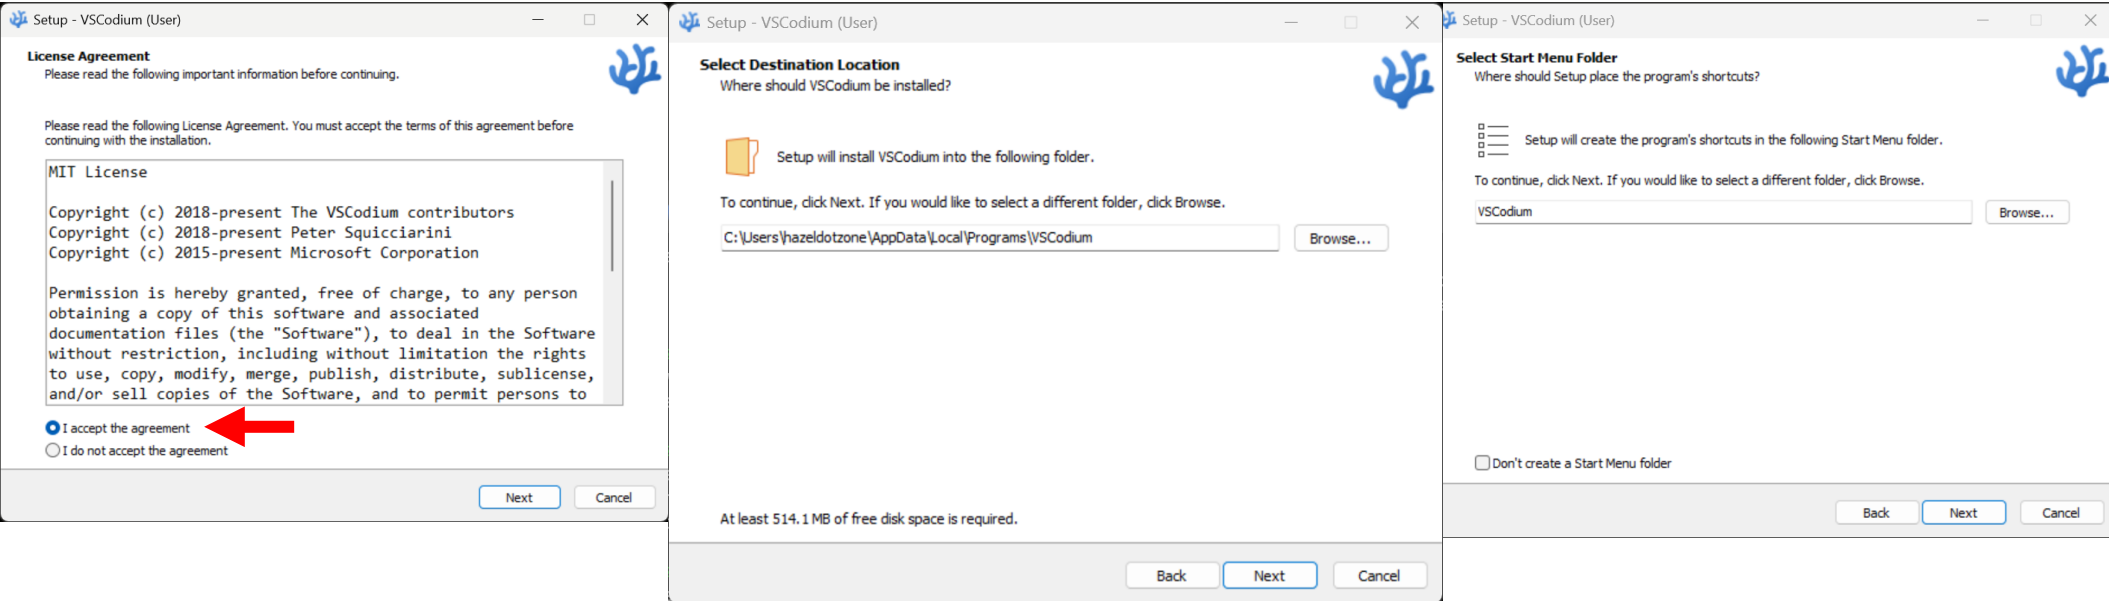 Setup - VSCodium (User)
License Agreement
Please read the following important information before continuing.
Please read the following License Agreement. You must accept the terms of this agreement before
continuing with the installation.
MIT License
Copyright (c) 2018-present The VSCodium contributors
Copyright (c) 2018-present Peter Squicciarini
Copyright (c) 2015-present Microsoft Corporation
Permission is hereby granted, free of charge, to any person
obtaining a copy of this software and associated
documentation files (the "Software"), to deal in the Software
without restriction, including without limitation the rights
to use, copy, modify, merge, publish, distribute, sublicense,
and/or sell copies of the Software, and to permit persons to
I accept the agreement
I do not accept the agreement
Next
Cancel
Setup - VSCodium (User)
Select Destination Location
Where should VSCodium be installed?
Setup will install VSCodium into the following folder.
To continue, click Next. If you would like to select a different folder, click Browse.
C:\Users\hazeldotzone\AppData\Local\Programs\VSCodium
Browse...
At least 514.1 MB of free disk space is required.
Back
Next
Cancel
Setup - VSCodium (User)
Select Start Menu Folder
Where should Setup place the program's shortcuts?
Setup will create the program's shortcuts in the following Start Menu folder.
To continue, click Next. If you would like to select a different folder, click Browse.
VSCodium
Browse...
Don't create a Start Menu folder
Back
Next
Cancel